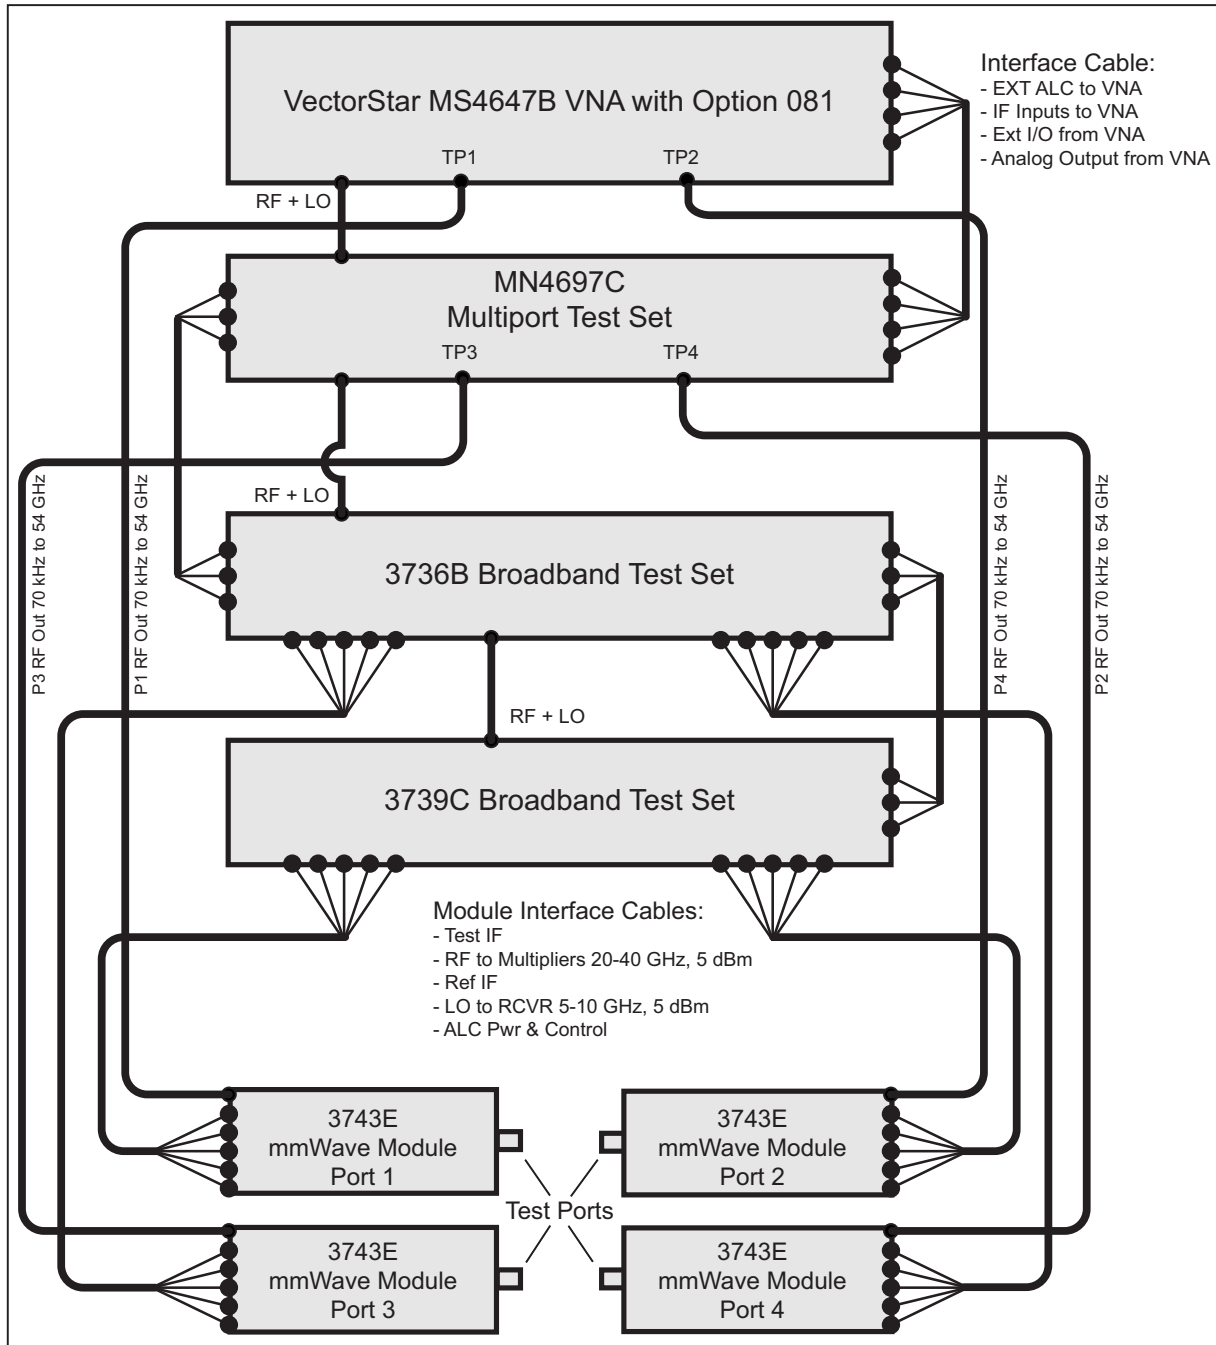 VectorStar MS4647B VNA with Option 081
TP1
TP2
Interface Cable:
- EXT ALC to VNA
- IF Inputs to VNA
- Ext I/O from VNA
- Analog Output from VNA
RF + LO
MN4697C
Multiport Test Set
TP3
TP4
RF + LO
P3 RF Out 70 kHz to 54 GHz
P1 RF Out 70 kHz to 54 GHz
P4 RF Out 70 kHz to 54 GHz
P2 RF Out 70 kHz to 54 GHz
3736B Broadband Test Set
RF + LO
3739C Broadband Test Set
Module Interface Cables:
- Test IF
- RF to Multipliers 20-40 GHz, 5 dBm
- Ref IF
- LO to RCVR 5-10 GHz, 5 dBm
- ALC Pwr & Control
3743E
mmWave Module
Port 1
3743E
mmWave Module
Port 2
Test Ports
3743E
mmWave Module
Port 3
3743E
mmWave Module
Port 4